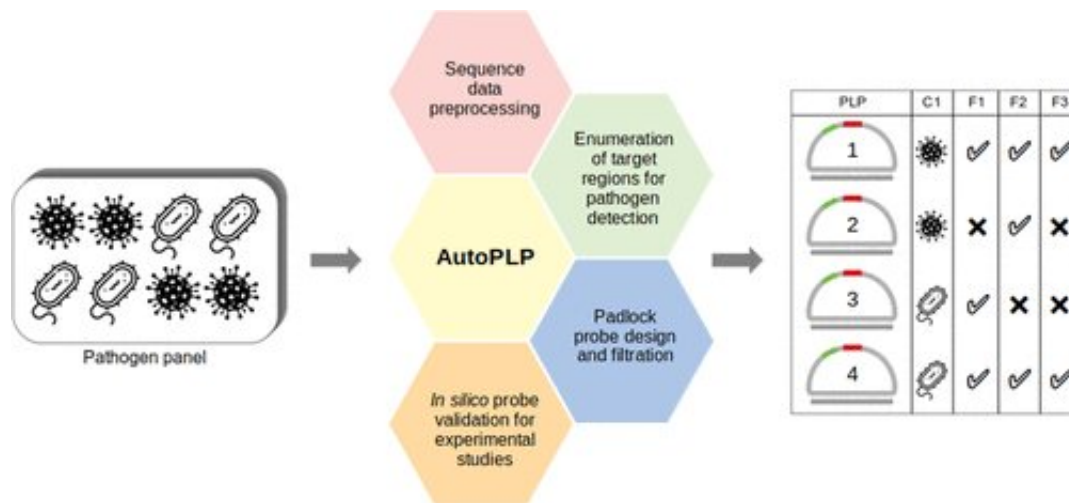 Pathogen panel
Sequence
data
preprocessing
Enumeration
of target
regions for
pathogen
detection
AutoPLP
Padlock
probe design
and filtration
In silico probe
validation for
experimental
studies
PLP C1 F1 F2 F3
1
2
3
4